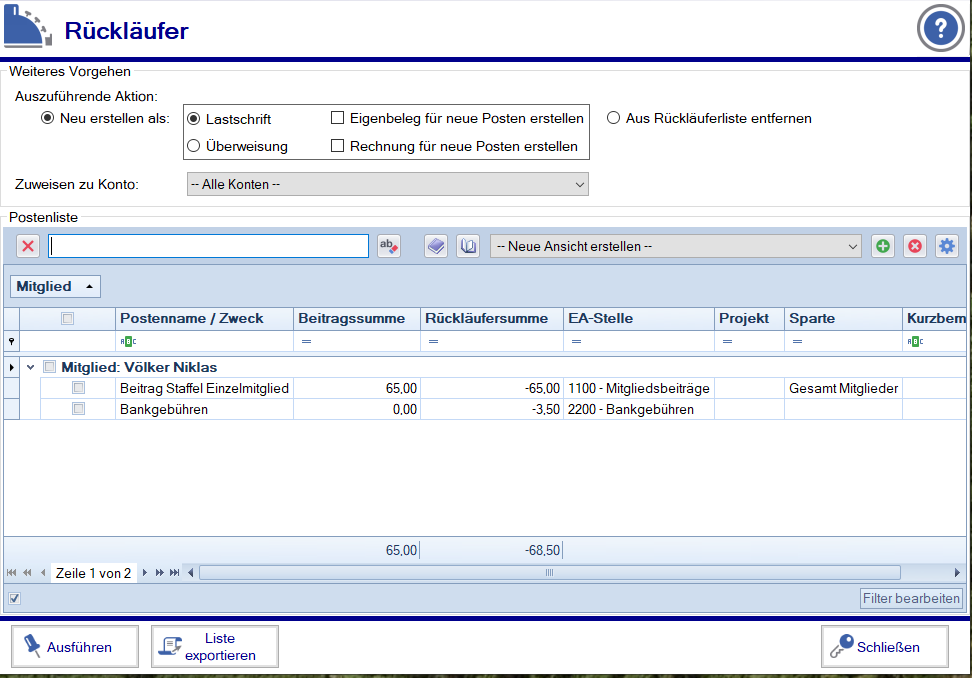 Rückläufer
?
Weiteres Vorgehen
Auszuführende Aktion:
Neu erstellen als: Lastschrift Eigenbeleg für neue Posten erstellen Aus Rückläuferliste entfernen
Überweisung Rechnung für neue Posten erstellen
Zuweisen zu Konto: -- Alle Konten --
Postenliste
ab -- Neue Ansicht erstellen --
Mitglied
Postenname / Zweck Beitragssumme Rückläufersumme EA-Stelle Projekt Sparte Kurzbem
ABC = = = = = ABC
Mitglied: Völker Niklas
Beitrag Staffel Einzelmitglied 65,00 -65,00 1100 - Mitgliedsbeiträge Gesamt Mitglieder
Bankgebühren 0,00 -3,50 2200 - Bankgebühren
65,00 -68,50
Zeile 1 von 2
Filter bearbeiten
Ausführen
Liste
exportieren
Schließen